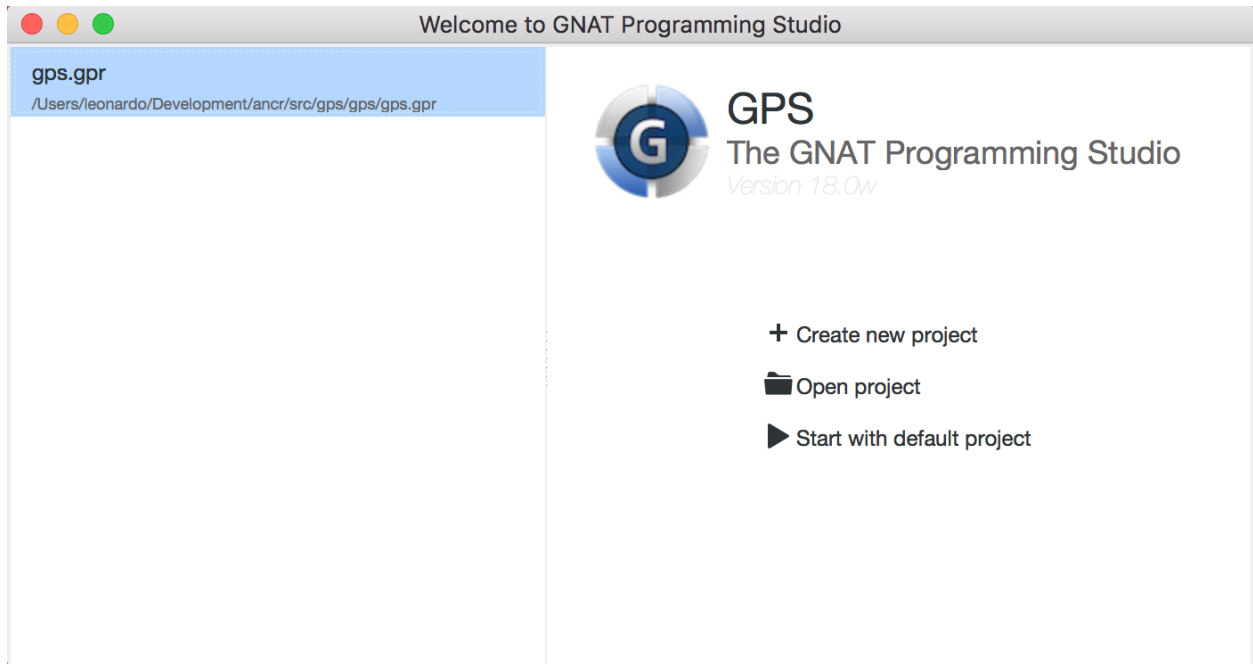 Welcome to GNAT Programming Studio
gps.gpr
/Users/leonardo/Development/ancr/src/gps/gps/gps.gpr
G
GPS
The GNAT Programming Studio
Version 18.0w
+ Create new project
Open project
Start with default project